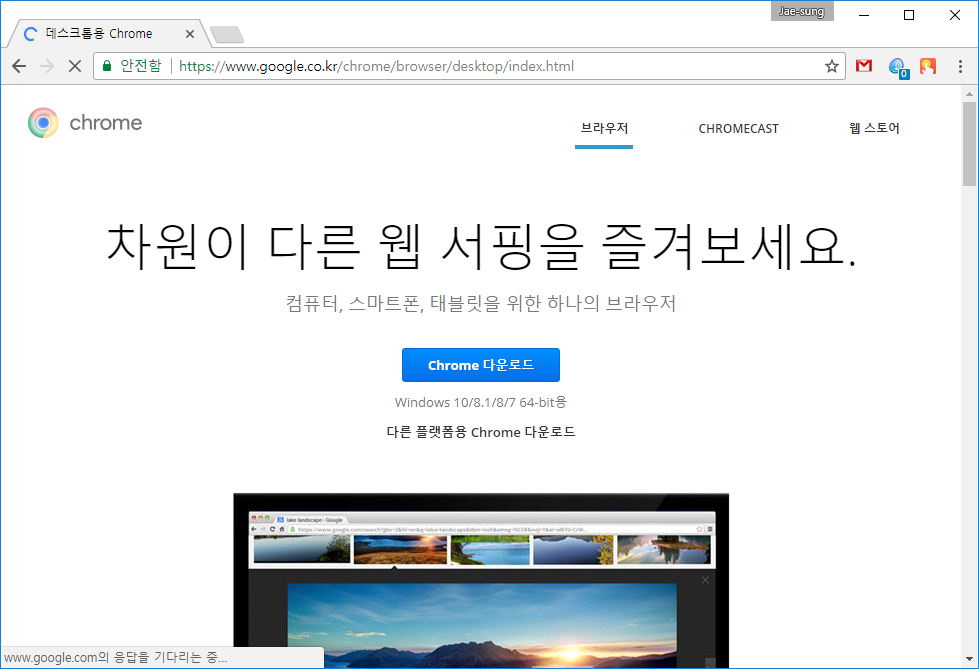 Jae-sung
데스크톱용 Chrome
안전함 https://www.google.co.kr/chrome/browser/desktop/index.html
0
chrome
브라우저 CHROMECAST 웹 스토어
차원이 다른 웹 서핑을 즐겨보세요.
컴퓨터, 스마트폰, 태블릿을 위한 하나의 브라우저
Chrome 다운로드
Windows 10/8.1/8/7 64-bit용
다른 플랫폼용 Chrome 다운로드
lake landscape - Google
www.google.com의 응답을 기다리는 중...